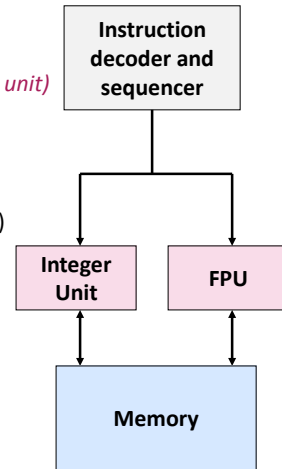 Instruction
decoder and
sequencer
unit)
)
Integer
Unit
FPU
Memory